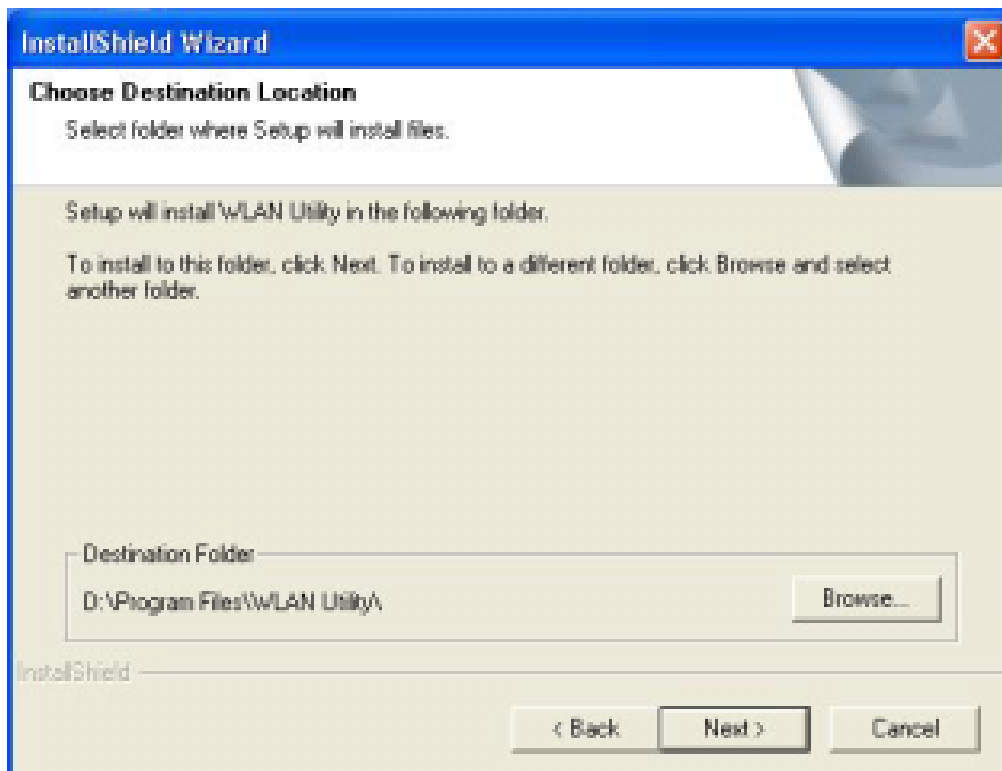 InstallShield Wizard
Choose Destination Location
Select folder where Setup will install files.
Setup will install WLAN Utility in the following folder.
To install to this folder, click Next. To install to a different folder, click Browse and select
another folder.
Destination Folder
D:\Program Files\WLAN Utility\
Browse...
InstallShield
< Back
Next >
Cancel